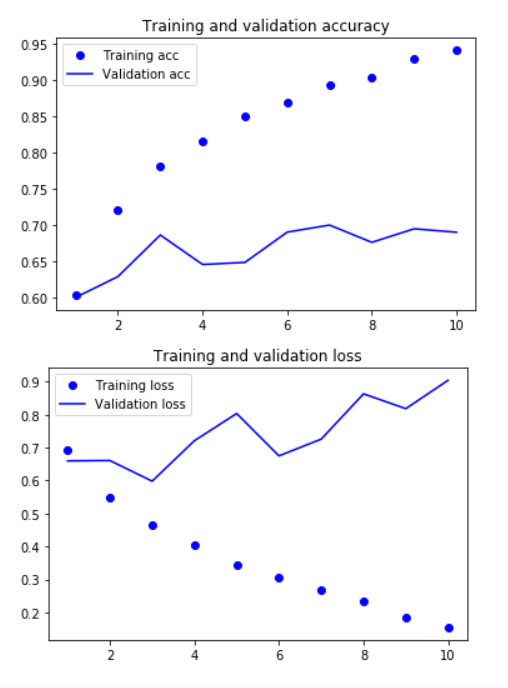 Training and validation accuracy
0.95
0.90
0.85
0.80
0.75
0.70
0.65
0.60
Training acc
Validation acc
2 4 6 8 10
Training and validation loss
0.9
0.8
0.7
0.6
0.5
0.4
0.3
0.2
Training loss
Validation loss
2 4 6 8 10